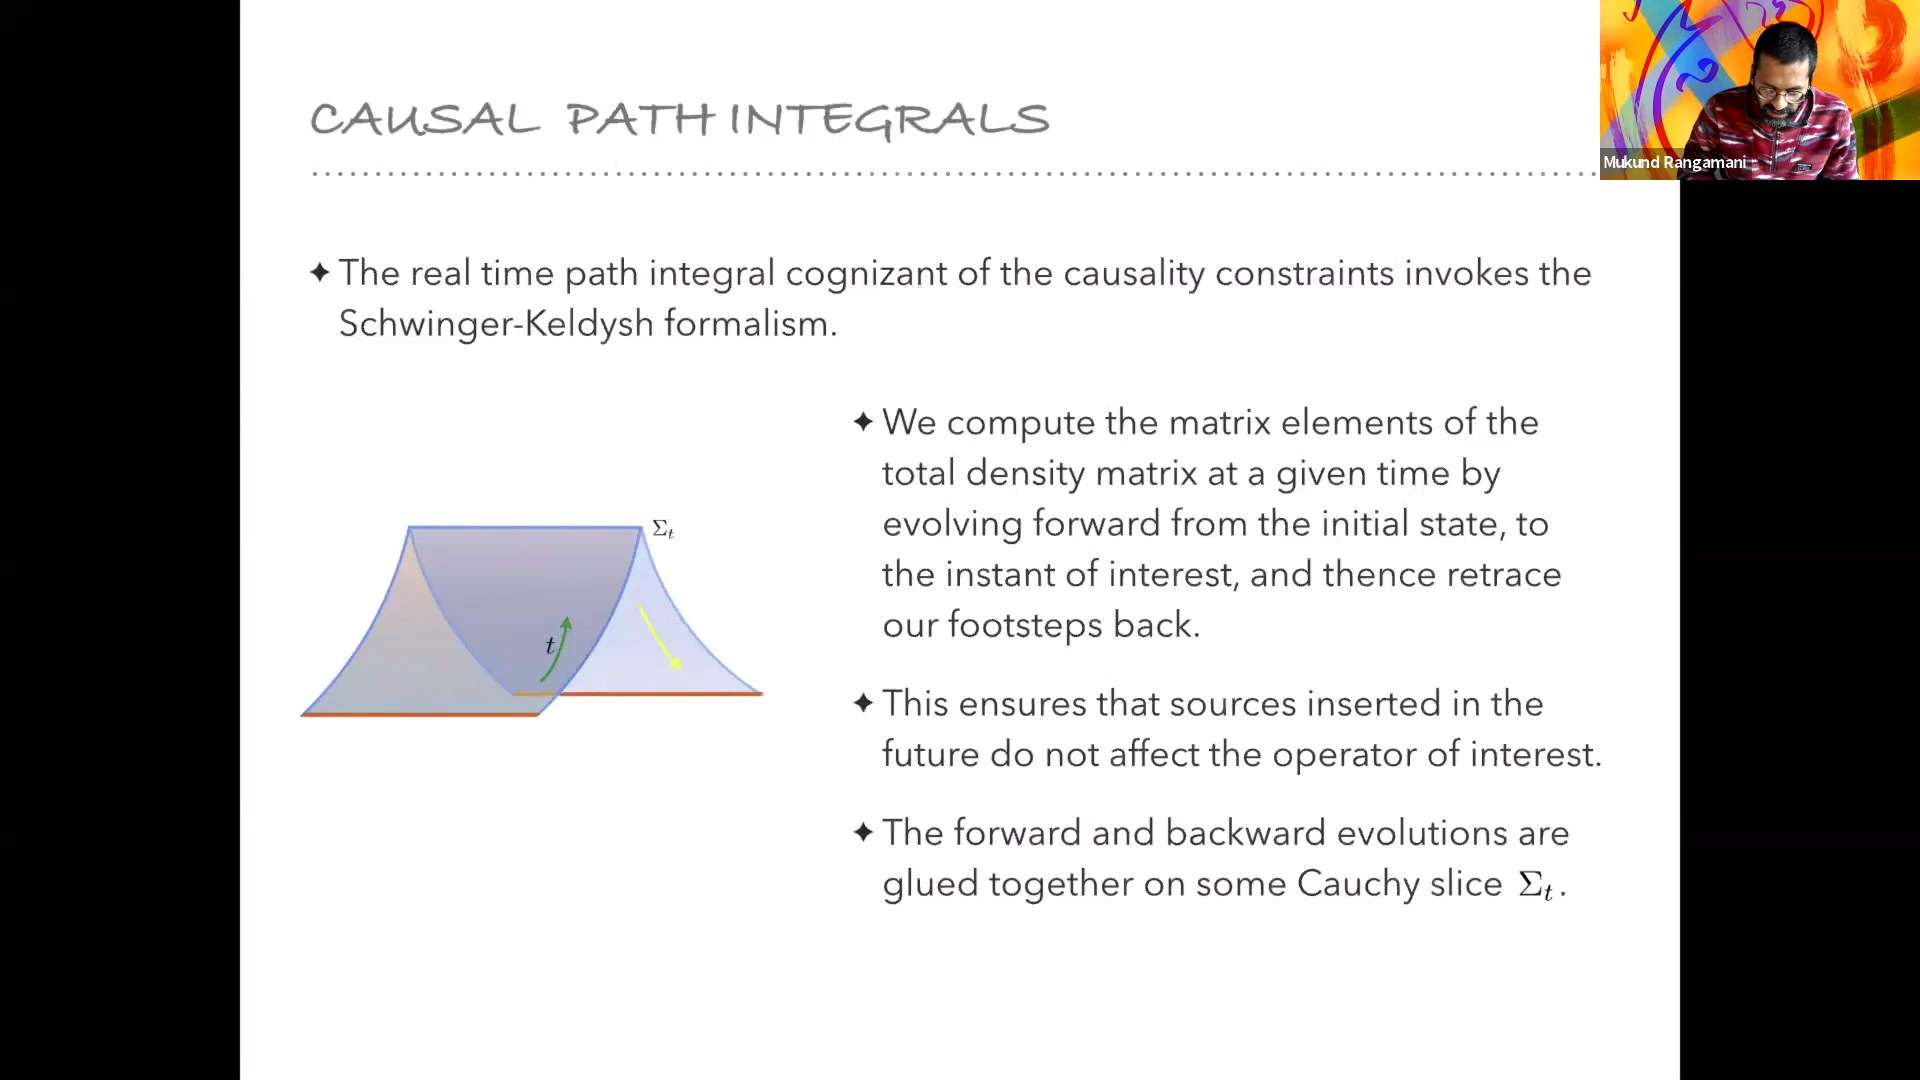 CAUSAL PATH INTEGRALS
Mukund Rangamani
✦ The real time path integral cognizant of the causality constraints invokes the
Schwinger-Keldysh formalism.
✦ We compute the matrix elements of the
total density matrix at a given time by
evolving forward from the initial state, to
the instant of interest, and thence retrace
our footsteps back.
Σt
t
✦ This ensures that sources inserted in the
future do not affect the operator of interest.
✦ The forward and backward evolutions are
glued together on some Cauchy slice Σt.